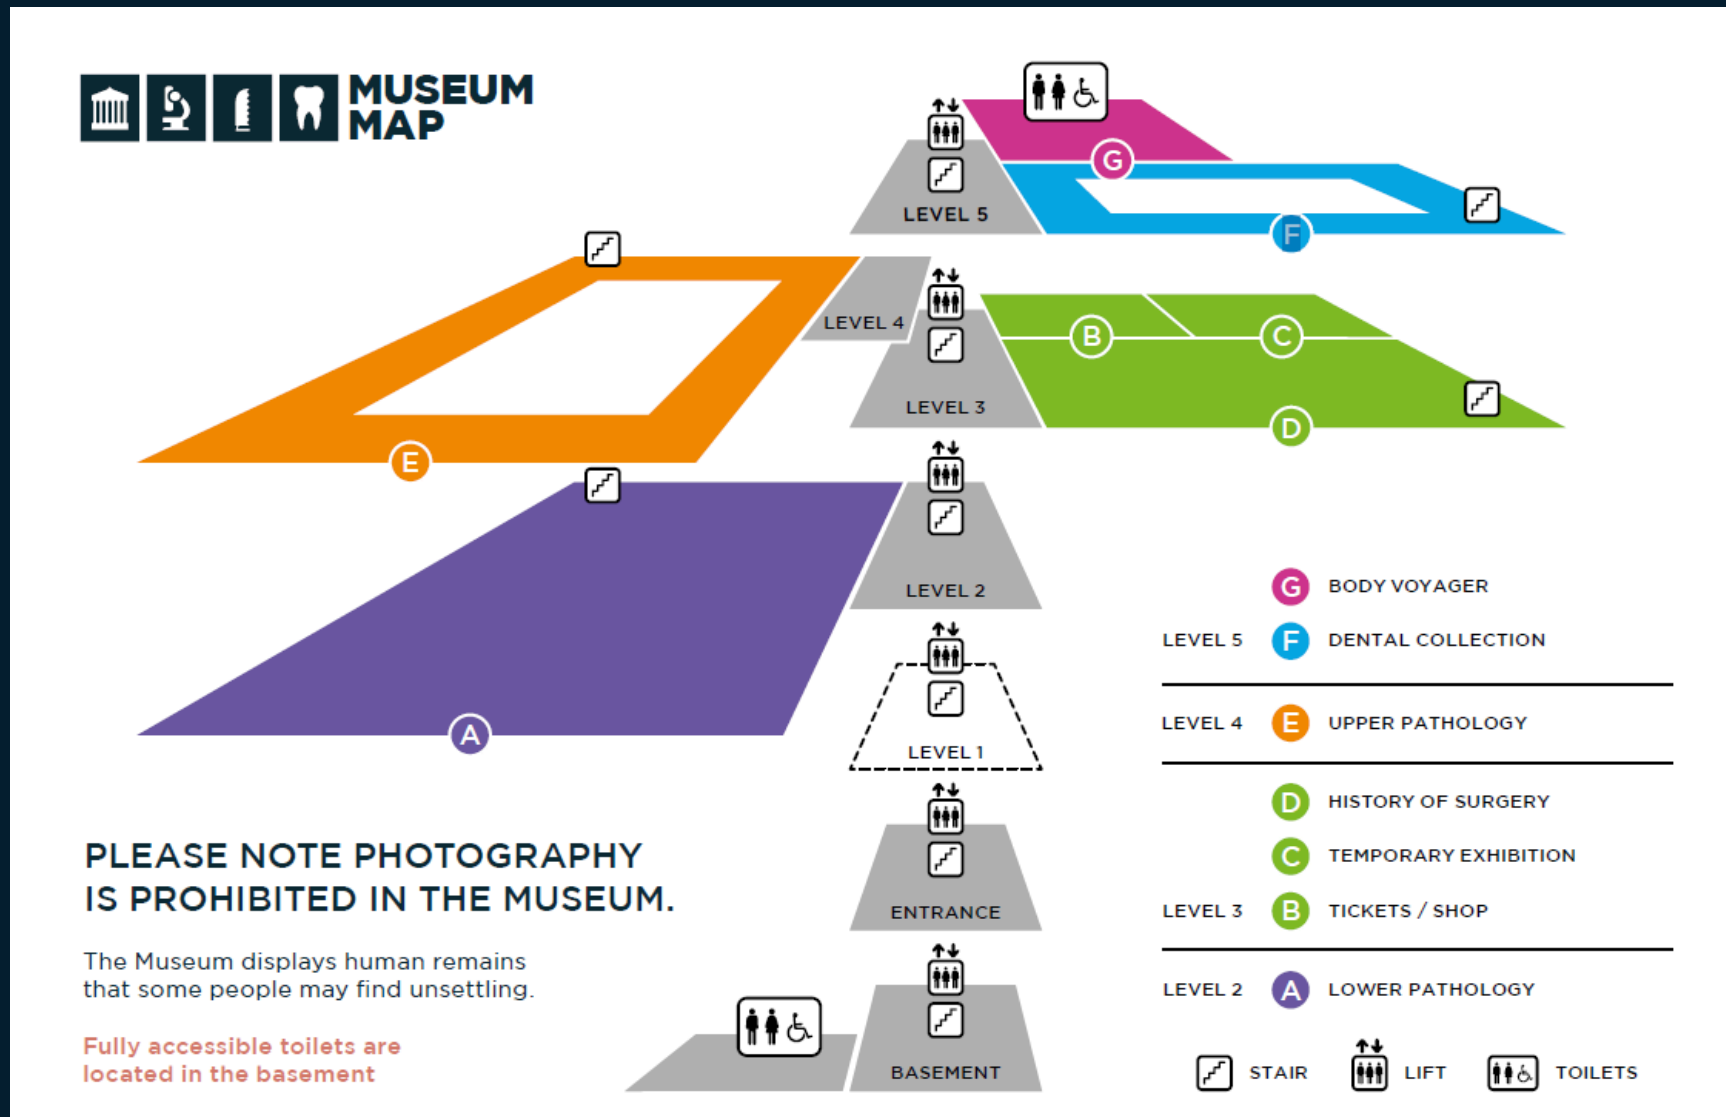 MUSEUM
MAP
G
LEVEL 5
F
LEVEL 4
B
C
LEVEL 3
D
E
LEVEL 2
A
LEVEL 1
ENTRANCE
BASEMENT
G BODY VOYAGER
LEVEL 5 F DENTAL COLLECTION
LEVEL 4 E UPPER PATHOLOGY
D HISTORY OF SURGERY
C TEMPORARY EXHIBITION
LEVEL 3 B TICKETS / SHOP
LEVEL 2 A LOWER PATHOLOGY
STAIR LIFT TOILETS
PLEASE NOTE PHOTOGRAPHY
IS PROHIBITED IN THE MUSEUM.
The Museum displays human remains
that some people may find unsettling.
Fully accessible toilets are
located in the basement